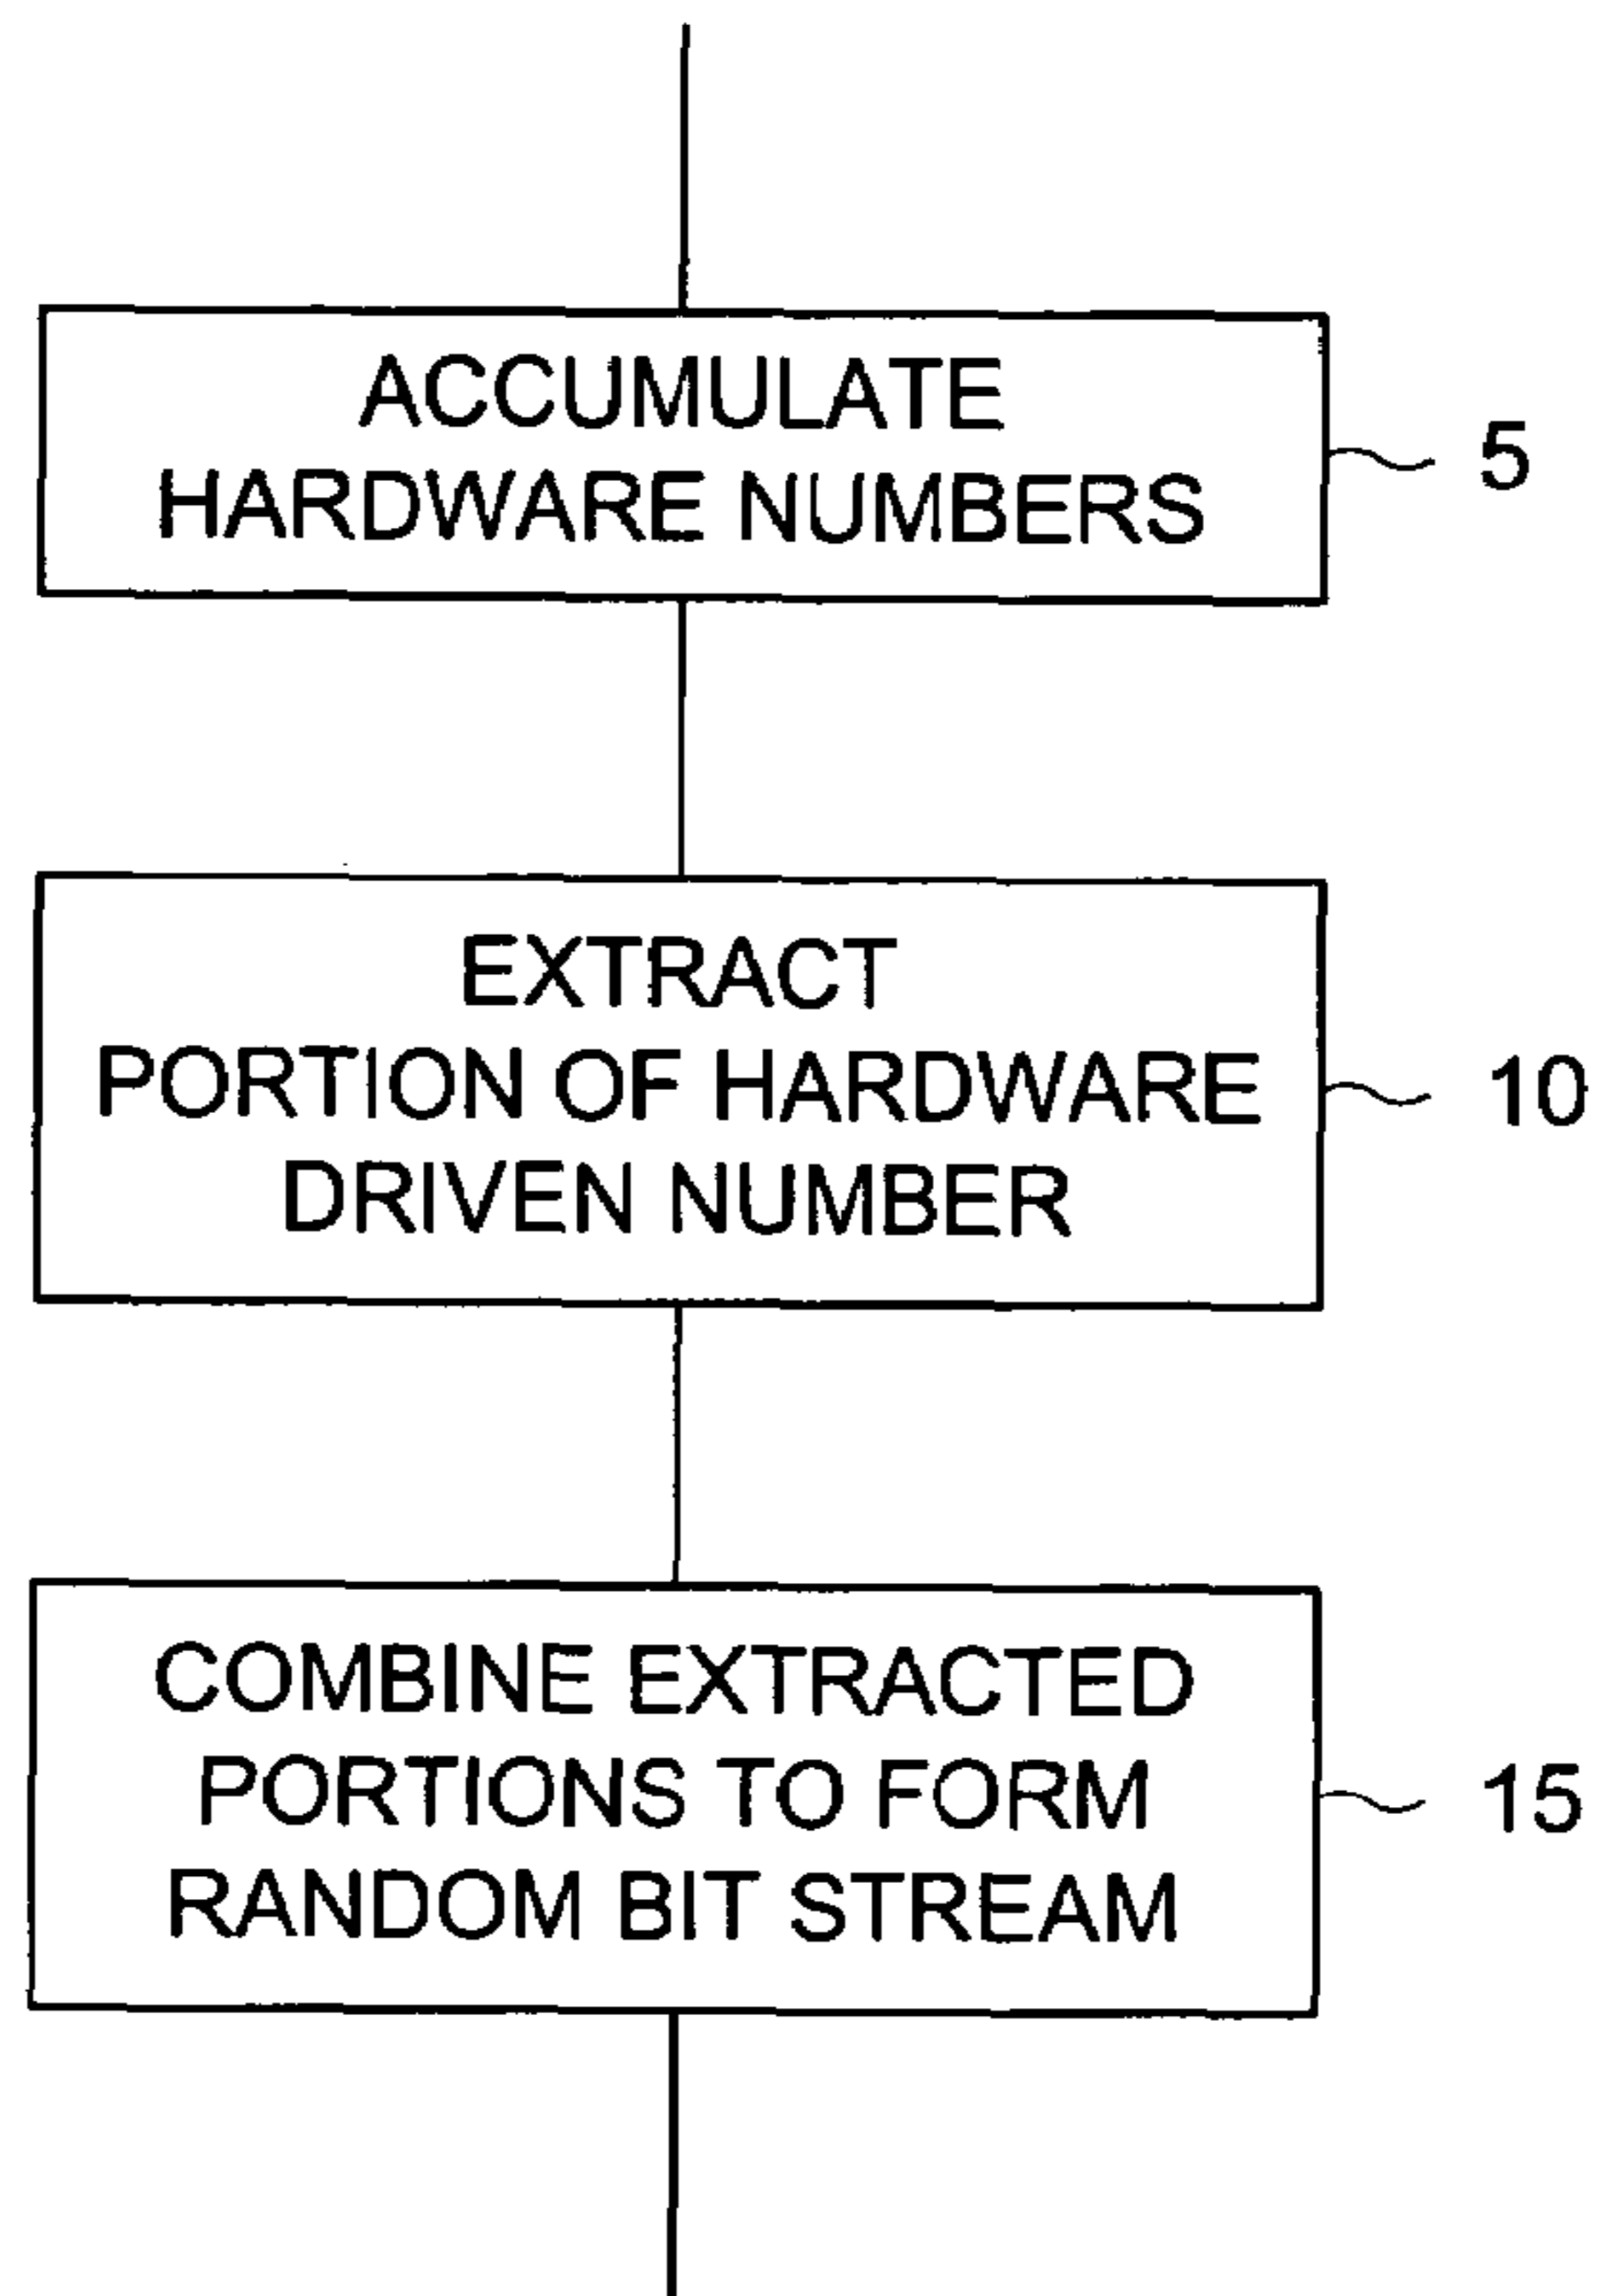 ACCUMULATE
HARDWARE NUMBERS
5
EXTRACT
PORTION OF HARDWARE
DRIVEN NUMBER
10
COMBINE EXTRACTED
PORTIONS TO FORM
RANDOM BIT STREAM
15